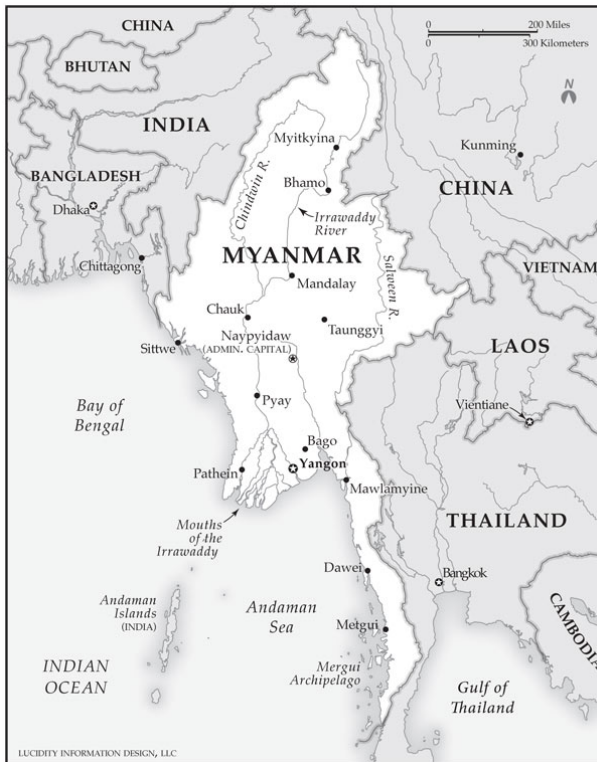 CHINA
200 Miles
0
0
300 Kilometers
BHUTAN
N
INDIA
Myitkyina
Kunming
BANGLADESH
Bhamo
CHINA
Dhaka
Chindwin R.
Irrawaddy
River
MYANMAR
Salween R.
Chittagong
VIETNAM
Mandalay
Chauk
Taunggyi
Naypyidaw
(ADMIN. CAPITAL)
Sittwe
LAOS
Bay of
Bengal
Pyay
Vientiane
Bago
Pathein
Yangon
Mawlamyine
Mouths
of the
Irrawaddy
THAILAND
Dawei
Bangkok
Andaman
Islands
(INDIA)
Andaman
Sea
CAMBODIA
Metgui
Mergui
Archipelago
INDIAN
OCEAN
Gulf of
Thailand
LUCIDITY INFORMATION DESIGN, LLC